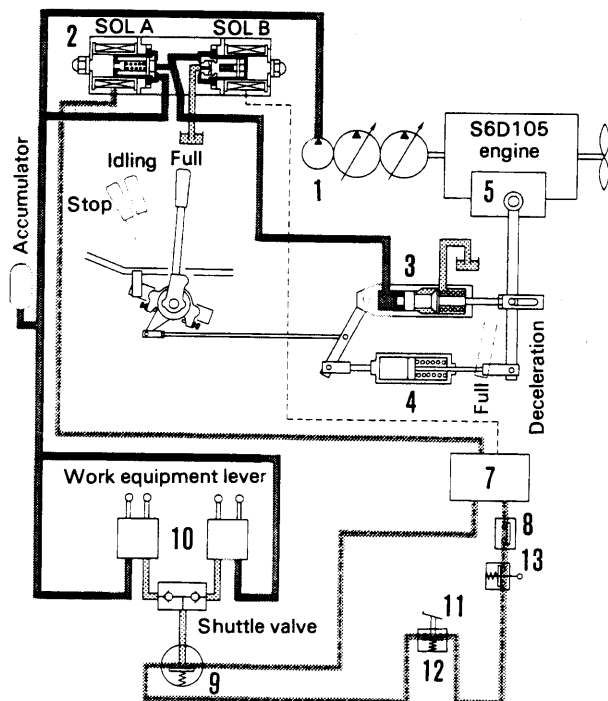 SOL A
SOL B
2
Idling
Full
Stop
Accumulator
1
S6D105
engine
5
3
4
Full
Deceleration
7
Work equipment lever
10
8
13
Shuttle valve
11
12
9